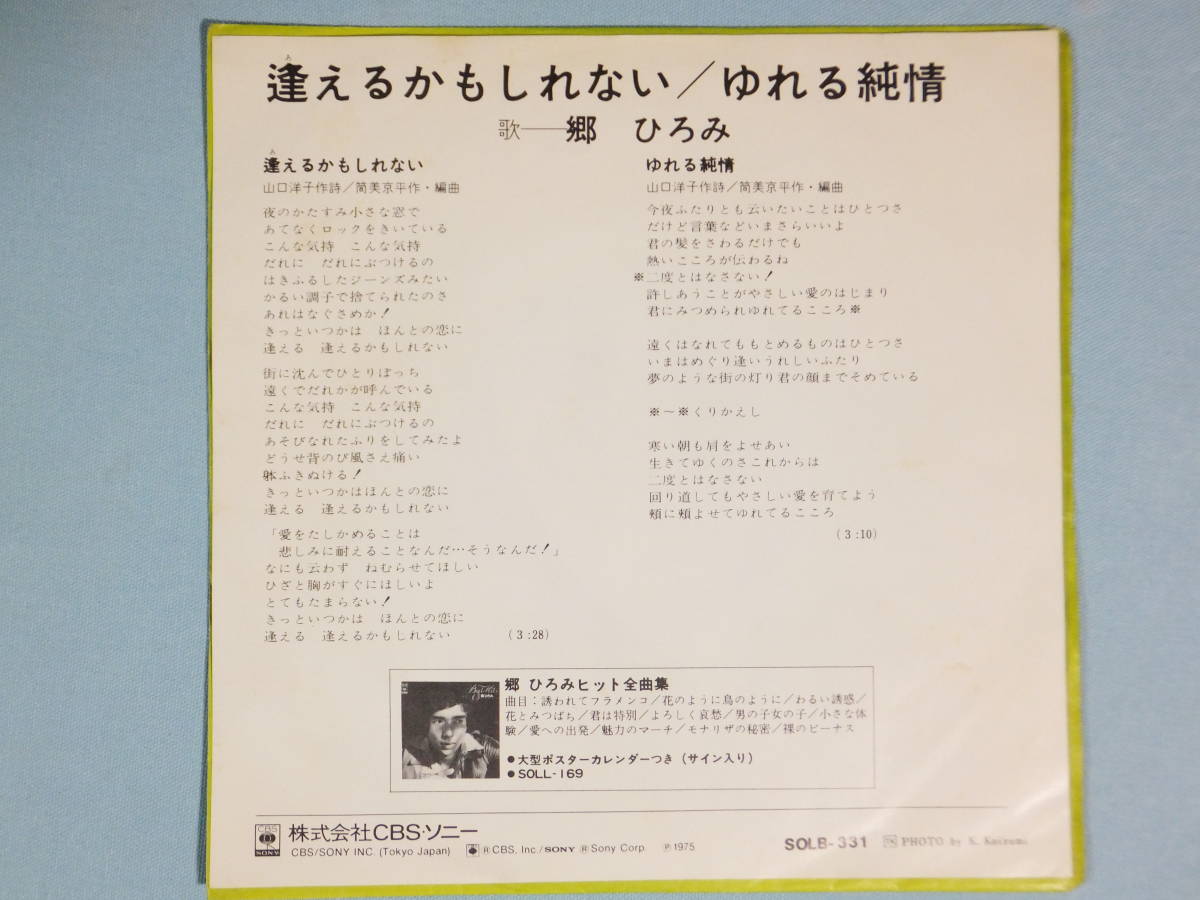 逢えるかもしれない/ゆれる純情
歌――郷 ひろみ
逢えるかもしれない
山口洋子作詩/筒美京平作・編曲
夜のかたすみ小さな窓で
あてなくロックをきいている
こんな気持 こんな気持
だれに だれにぶつけるの
はきふるしたジーンズみたい
かるい調子で捨てられたのさ
あれはなぐさめか!
きっといつかは ほんとの恋に
逢える 逢えるかもしれない
街に沈んでひとりぼっち
遠くでだれかが呼んでいる
こんな気持 こんな気持
だれに だれにぶつけるの
あそびなれたふりをしてみたよ
どうせ背のび風さえ痛い
躰ふきぬける!
きっといつかはほんとの恋に
逢える 逢えるかもしれない
「愛をたしかめることは
悲しみに耐えることなんだ…そうなんだ!」
なにも云わず ねむらせてほしい
ひざと胸がすぐにほしいよ
とてもたまらない!
きっといつかは ほんとの恋に
逢える 逢えるかもしれない (3:28)
ゆれる純情
山口洋子作詩/筒美京平作・編曲
今夜ふたりとも云いたいことはひとつさ
だけど言葉などいまさらいいよ
君の髪をさわるだけでも
熱いこころが伝わるね
※二度とはなさない!
許しあうことがやさしい愛のはじまり
君にみつめられゆれてるこころ※
遠くはなれてももとめるものはひとつさ
いまはめぐり逢いうれしいふたり
夢のような街の灯り君の顔までそめている
※~※くりかえし
寒い朝も肩をよせあい
生きてゆくのさこれからは
二度とはなさない
回り道してもやさしい愛を育てよう
頬に頬よせてゆれてるこころ
(3:10)
郷 ひろみヒット全曲集
曲目:誘われてフラメンコ/花のように鳥のように/わるい誘惑/
花とみつばち/君は特別/よろしく哀愁/男の子女の子/小さな体
験/愛への出発/魅力のマーチ/モナリザの秘密/裸のビーナス
●大型ポスターカレンダーつき(サイン入り)
●SOLL-169
CBS SONY 株式会社CBS・ソニー
CBS/SONY INC. (Tokyo Japan) ®CBS, Inc./SONY ®Sony Corp. ℗1975
SOLB-331 PHOTO by K.